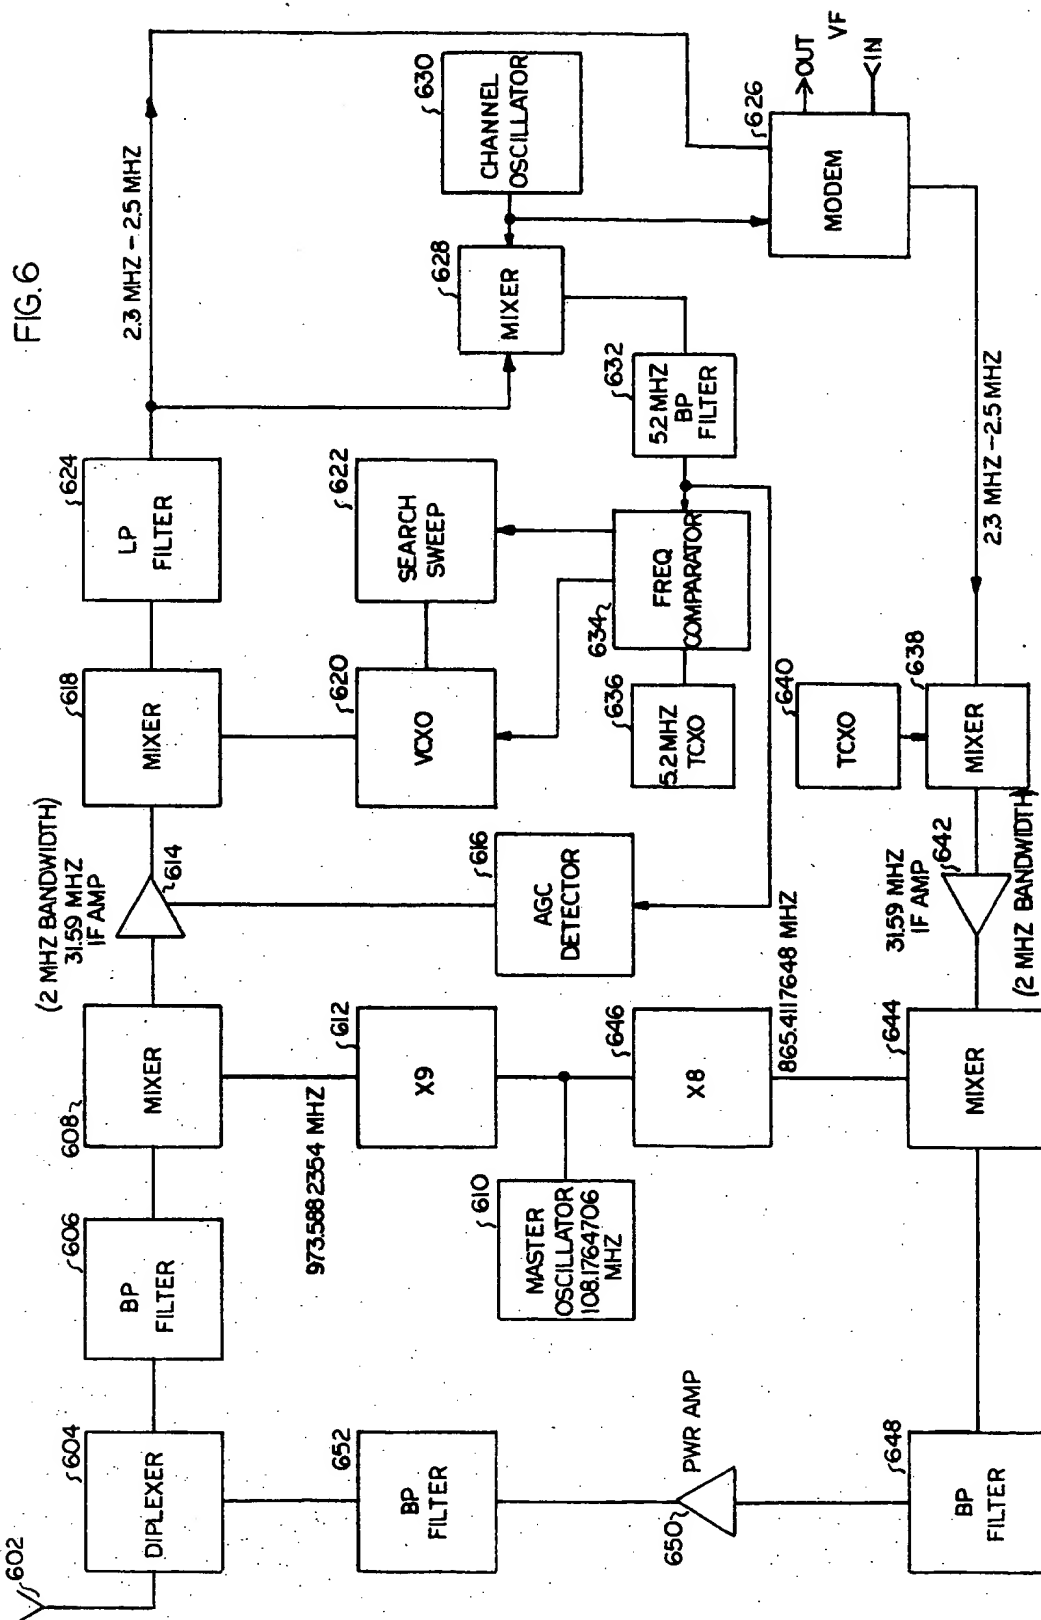 FIG. 6
602
604
DIPLEXER
606
BP
FILTER
608
MIXER
(2 MHZ BANDWIDTH)
31.59 MHZ
IF AMP
614
618
MIXER
624
LP
FILTER
2.3 MHZ - 2.5 MHZ
973.5882354 MHZ
612
X9
616
AGC
DETECTOR
620
VCXO
622
SEARCH
SWEEP
628
MIXER
630
CHANNEL
OSCILLATOR
610
MASTER
OSCILLATOR
108.1764706
MHZ
646
X8
865.4117648 MHZ
636
5.2 MHZ
TCXO
634
FREQ
COMPARATOR
632
5.2 MHZ
BP
FILTER
626
MODEM
OUT
VF
IN
652
BP
FILTER
PWR AMP
650
648
BP
FILTER
644
MIXER
31.59 MHZ
IF AMP
642
(2 MHZ BANDWIDTH)
640
TCXO
638
MIXER
2.3 MHZ - 2.5 MHZ